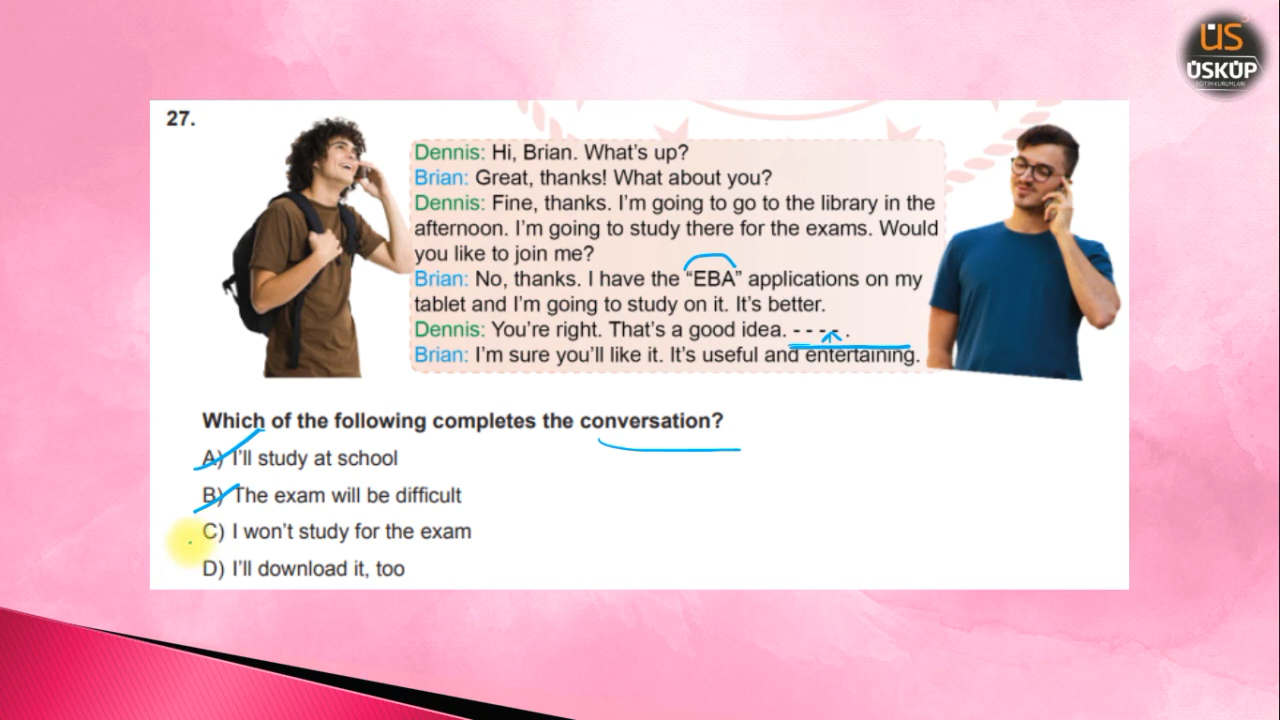 üs
ÜSKÜP
EĞİTİM KURUMLARI
27.
Dennis: Hi, Brian. What's up?
Brian: Great, thanks! What about you?
Dennis: Fine, thanks. I'm going to go to the library in the
afternoon. I'm going to study there for the exams. Would
you like to join me?
Brian: No, thanks. I have the “EBA” applications on my
tablet and I'm going to study on it. It's better.
Dennis: You're right. That's a good idea. - - - - .
Brian: I'm sure you'll like it. It's useful and entertaining.
Which of the following completes the conversation?
A) I'll study at school
B) The exam will be difficult
C) I won't study for the exam
D) I'll download it, too